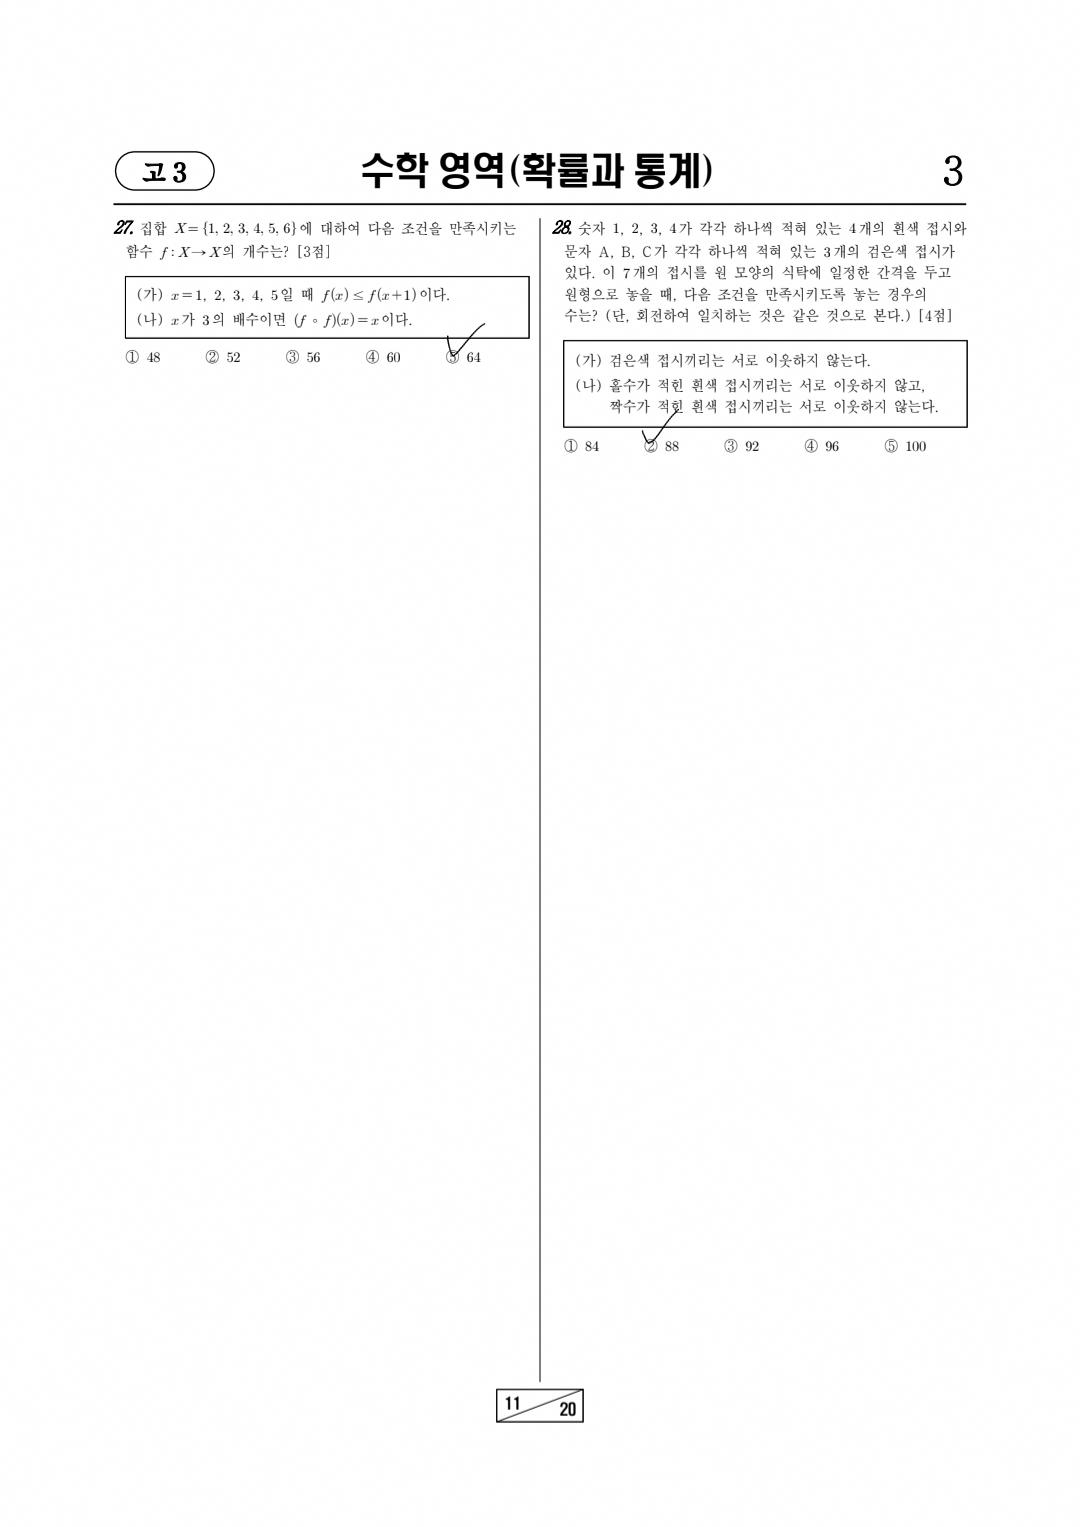 고 3
수학 영역(확률과 통계)
3
27. 집합 X={1, 2, 3, 4, 5, 6}에 대하여 다음 조건을 만족시키는
함수 f : X→X의 개수는? [3점]
(가) x=1, 2, 3, 4, 5일 때 f(x)≤f(x+1)이다.
(나) x가 3의 배수이면 (f∘f)(x)=x이다.
① 48 ② 52 ③ 56 ④ 60 ⑤ 64
28. 숫자 1, 2, 3, 4가 각각 하나씩 적혀 있는 4개의 흰색 접시와
문자 A, B, C가 각각 하나씩 적혀 있는 3개의 검은색 접시가
있다. 이 7개의 접시를 원 모양의 식탁에 일정한 간격을 두고
원형으로 놓을 때, 다음 조건을 만족시키도록 놓는 경우의
수는? (단, 회전하여 일치하는 것은 같은 것으로 본다.) [4점]
(가) 검은색 접시끼리는 서로 이웃하지 않는다.
(나) 홀수가 적힌 흰색 접시끼리는 서로 이웃하지 않고,
짝수가 적힌 흰색 접시끼리는 서로 이웃하지 않는다.
① 84 ② 88 ③ 92 ④ 96 ⑤ 100
11
20